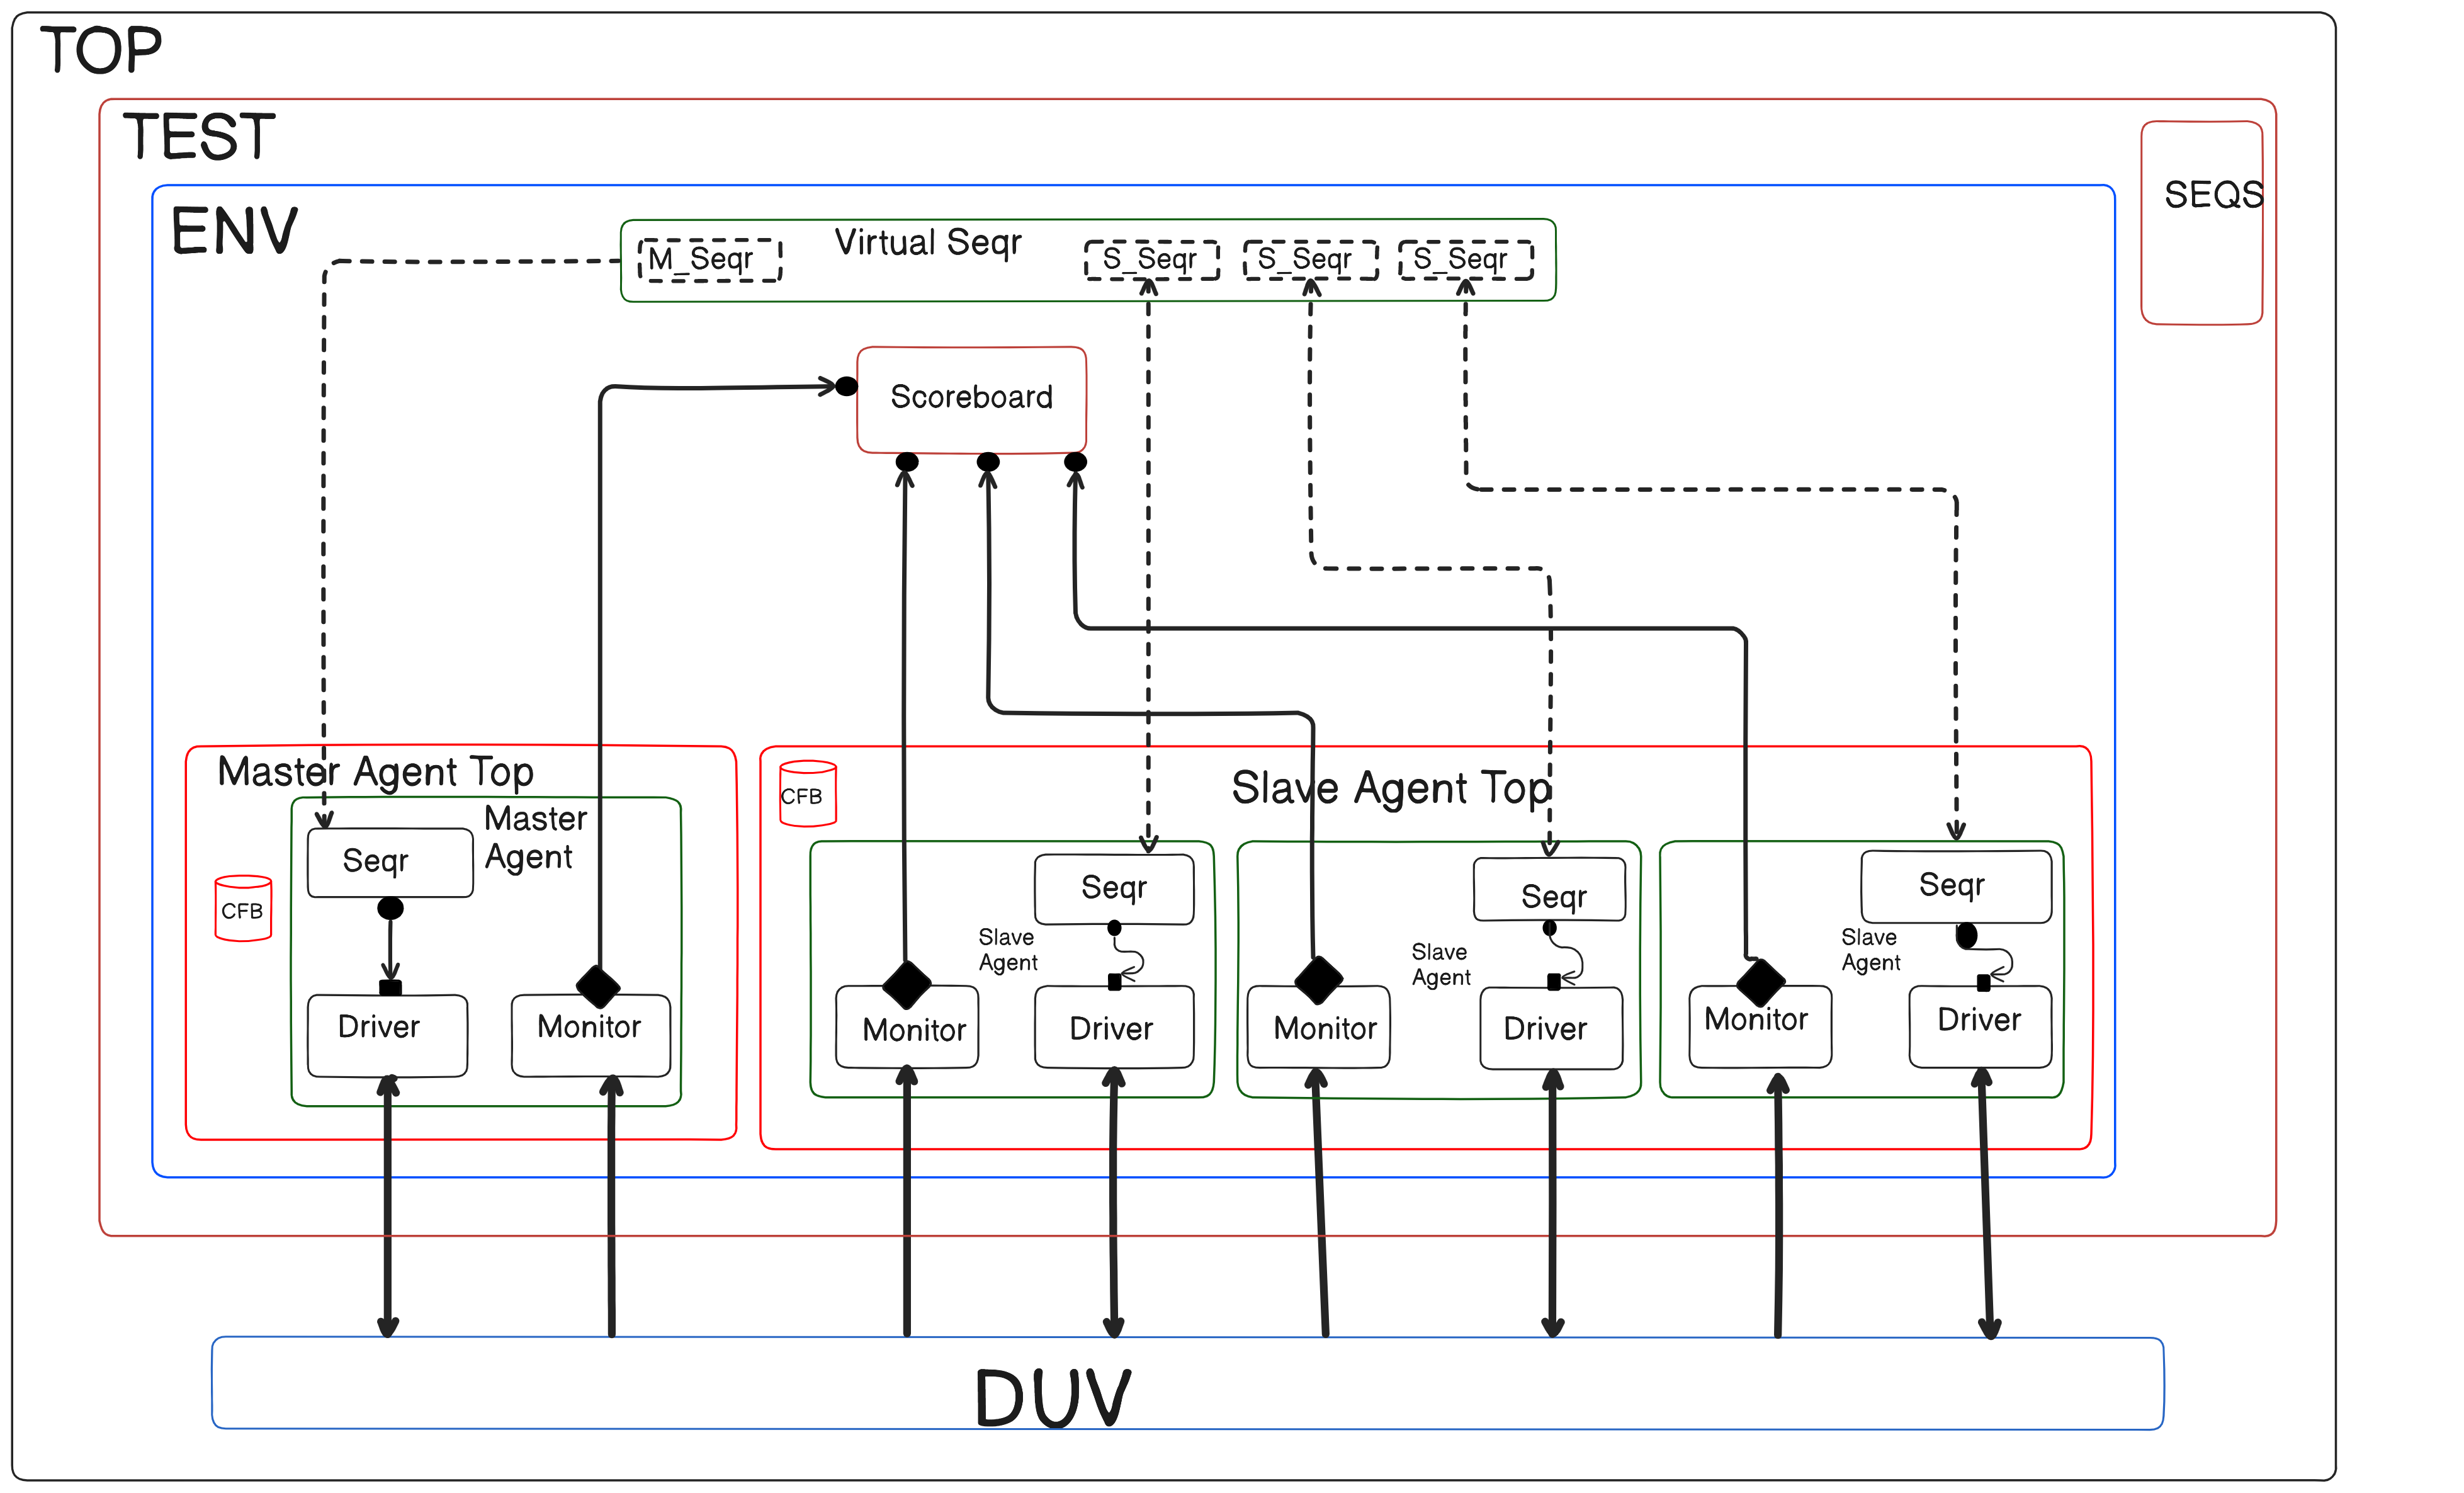 TOP
TEST
SEQS
ENV
Virtual Seqr
M_Seqr
S_Seqr
S_Seqr
S_Seqr
Scoreboard
Master Agent Top
Master
Agent
Seqr
CFB
Driver
Monitor
CFB
Slave Agent Top
Seqr
Slave
Agent
Monitor
Driver
Seqr
Slave
Agent
Monitor
Driver
Seqr
Slave
Agent
Monitor
Driver
DUV